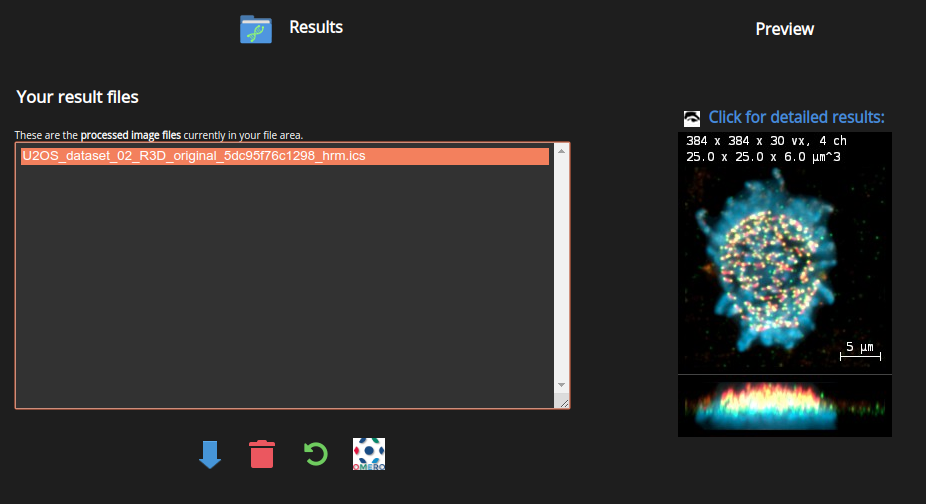 Results
Preview
Your result files
Click for detailed results:
These are the processed image files currently in your file area.
U2OS_dataset_02_R3D_original_5dc95f76c1298_hrm.ics
384 x 384 x 30 vx, 4 ch
25.0 x 25.0 x 6.0 µm^3
5 µm
OMERO